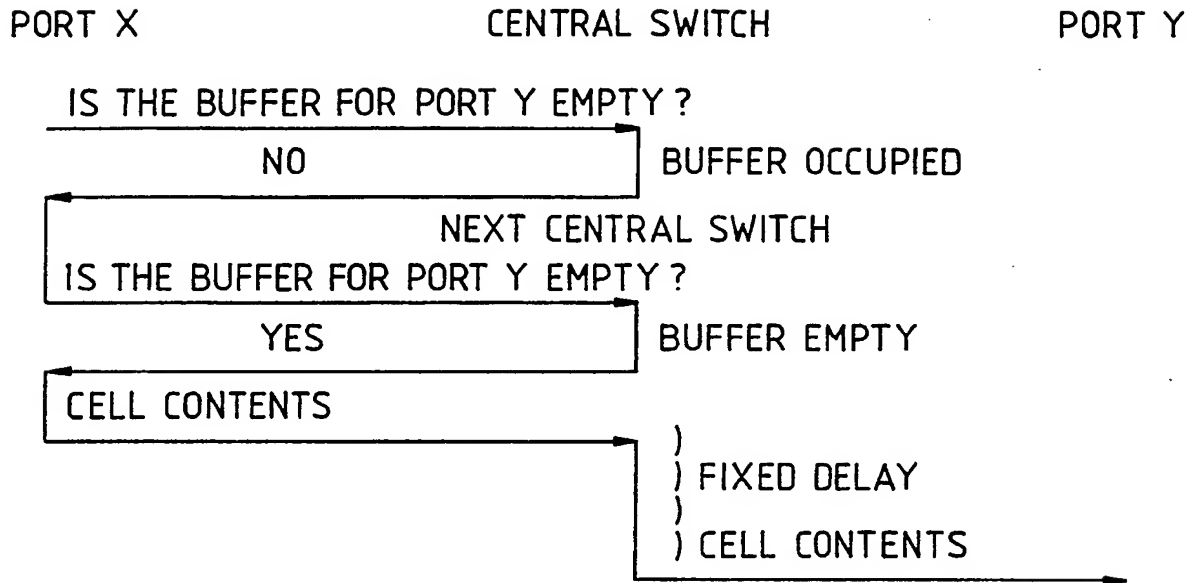 PORT X CENTRAL SWITCH PORT Y
IS THE BUFFER FOR PORT Y EMPTY ?
NO BUFFER OCCUPIED
NEXT CENTRAL SWITCH
IS THE BUFFER FOR PORT Y EMPTY ?
YES BUFFER EMPTY
CELL CONTENTS
)
) FIXED DELAY
)
) CELL CONTENTS